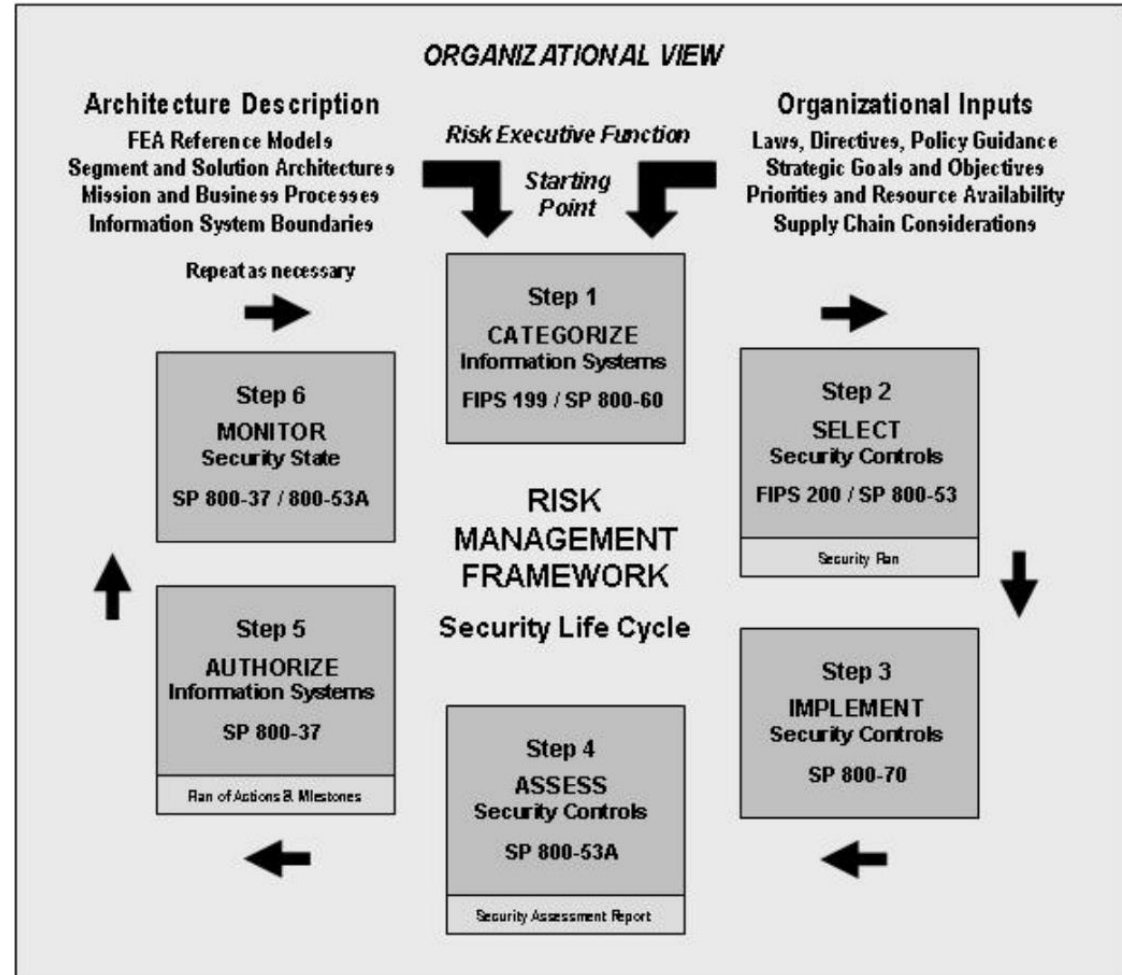 ORGANIZATIONAL VIEW
Architecture Description
FEA Reference Models
Segment and Solution Architectures
Mission and Business Processes
Information System Boundaries
Risk Executive Function
Starting
Point
Organizational Inputs
Laws, Directives, Policy Guidance
Strategic Goals and Objectives
Priorities and Resource Availability
Supply Chain Considerations
Repeat as necessary
Step 1
CATEGORIZE
Information Systems
FIPS 199 / SP 800-60
Step 2
SELECT
Security Controls
FIPS 200 / SP 800-53
Security Plan
Step 3
IMPLEMENT
Security Controls
SP 800-70
Step 4
ASSESS
Security Controls
SP 800-53A
Security Assessment Report
Step 5
AUTHORIZE
Information Systems
SP 800-37
Plan of Actions & Milestones
Step 6
MONITOR
Security State
SP 800-37 / 800-53A
RISK
MANAGEMENT
FRAMEWORK
Security Life Cycle